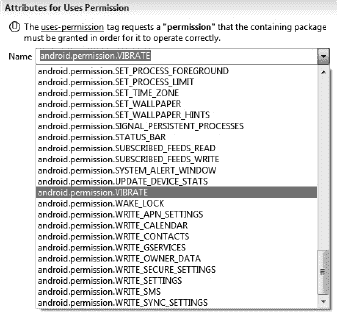 Attributes for Uses Permission
U The uses-permission tag requests a "permission" that the containing package
must be granted in order for it to operate correctly.
Name android.permission.VIBRATE
android.permission.SET_PROCESS_FOREGROUND
android.permission.SET_PROCESS_LIMIT
android.permission.SET_TIME_ZONE
android.permission.SET_WALLPAPER
android.permission.SET_WALLPAPER_HINTS
android.permission.SIGNAL_PERSISTENT_PROCESSES
android.permission.STATUS_BAR
android.permission.SUBSCRIBED_FEEDS_READ
android.permission.SUBSCRIBED_FEEDS_WRITE
android.permission.SYSTEM_ALERT_WINDOW
android.permission.UPDATE_DEVICE_STATS
android.permission.VIBRATE
android.permission.WAKE_LOCK
android.permission.WRITE_APN_SETTINGS
android.permission.WRITE_CALENDAR
android.permission.WRITE_CONTACTS
android.permission.WRITE_GSERVICES
android.permission.WRITE_OWNER_DATA
android.permission.WRITE_SECURE_SETTINGS
android.permission.WRITE_SETTINGS
android.permission.WRITE_SMS
android.permission.WRITE_SYNC_SETTINGS